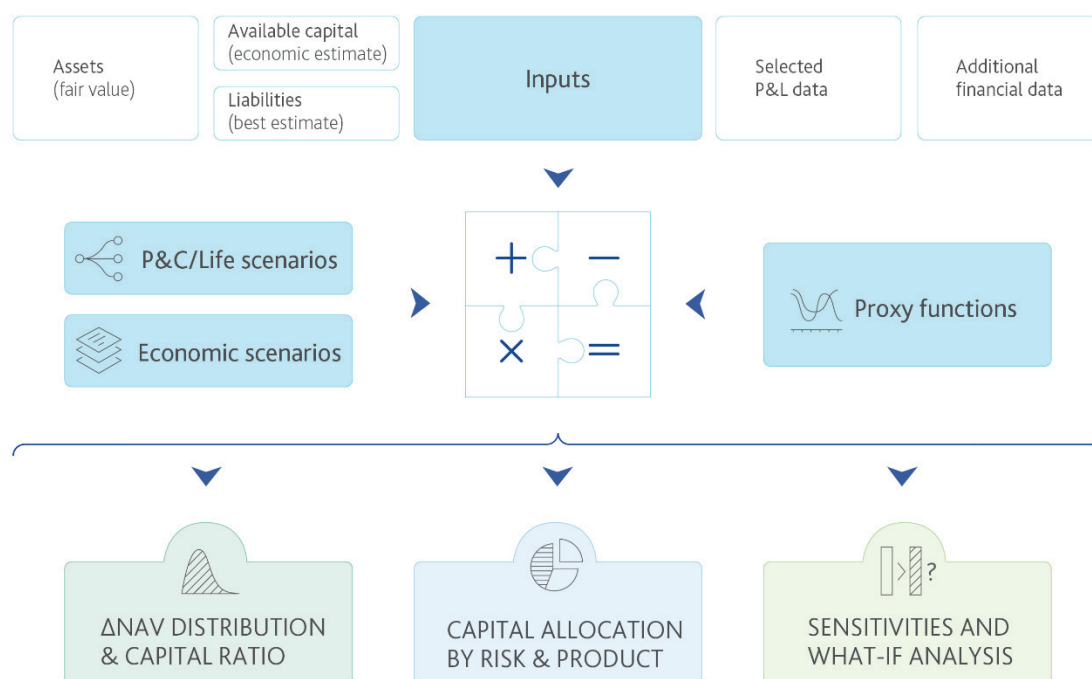 Assets
(fair value)
Available capital
(economic estimate)
Liabilities
(best estimate)
Inputs
Selected
P&L data
Additional
financial data
P&C/Life scenarios
Economic scenarios
+ −
× =
Proxy functions
?
ΔNAV DISTRIBUTION
& CAPITAL RATIO
CAPITAL ALLOCATION
BY RISK & PRODUCT
SENSITIVITIES AND
WHAT-IF ANALYSIS